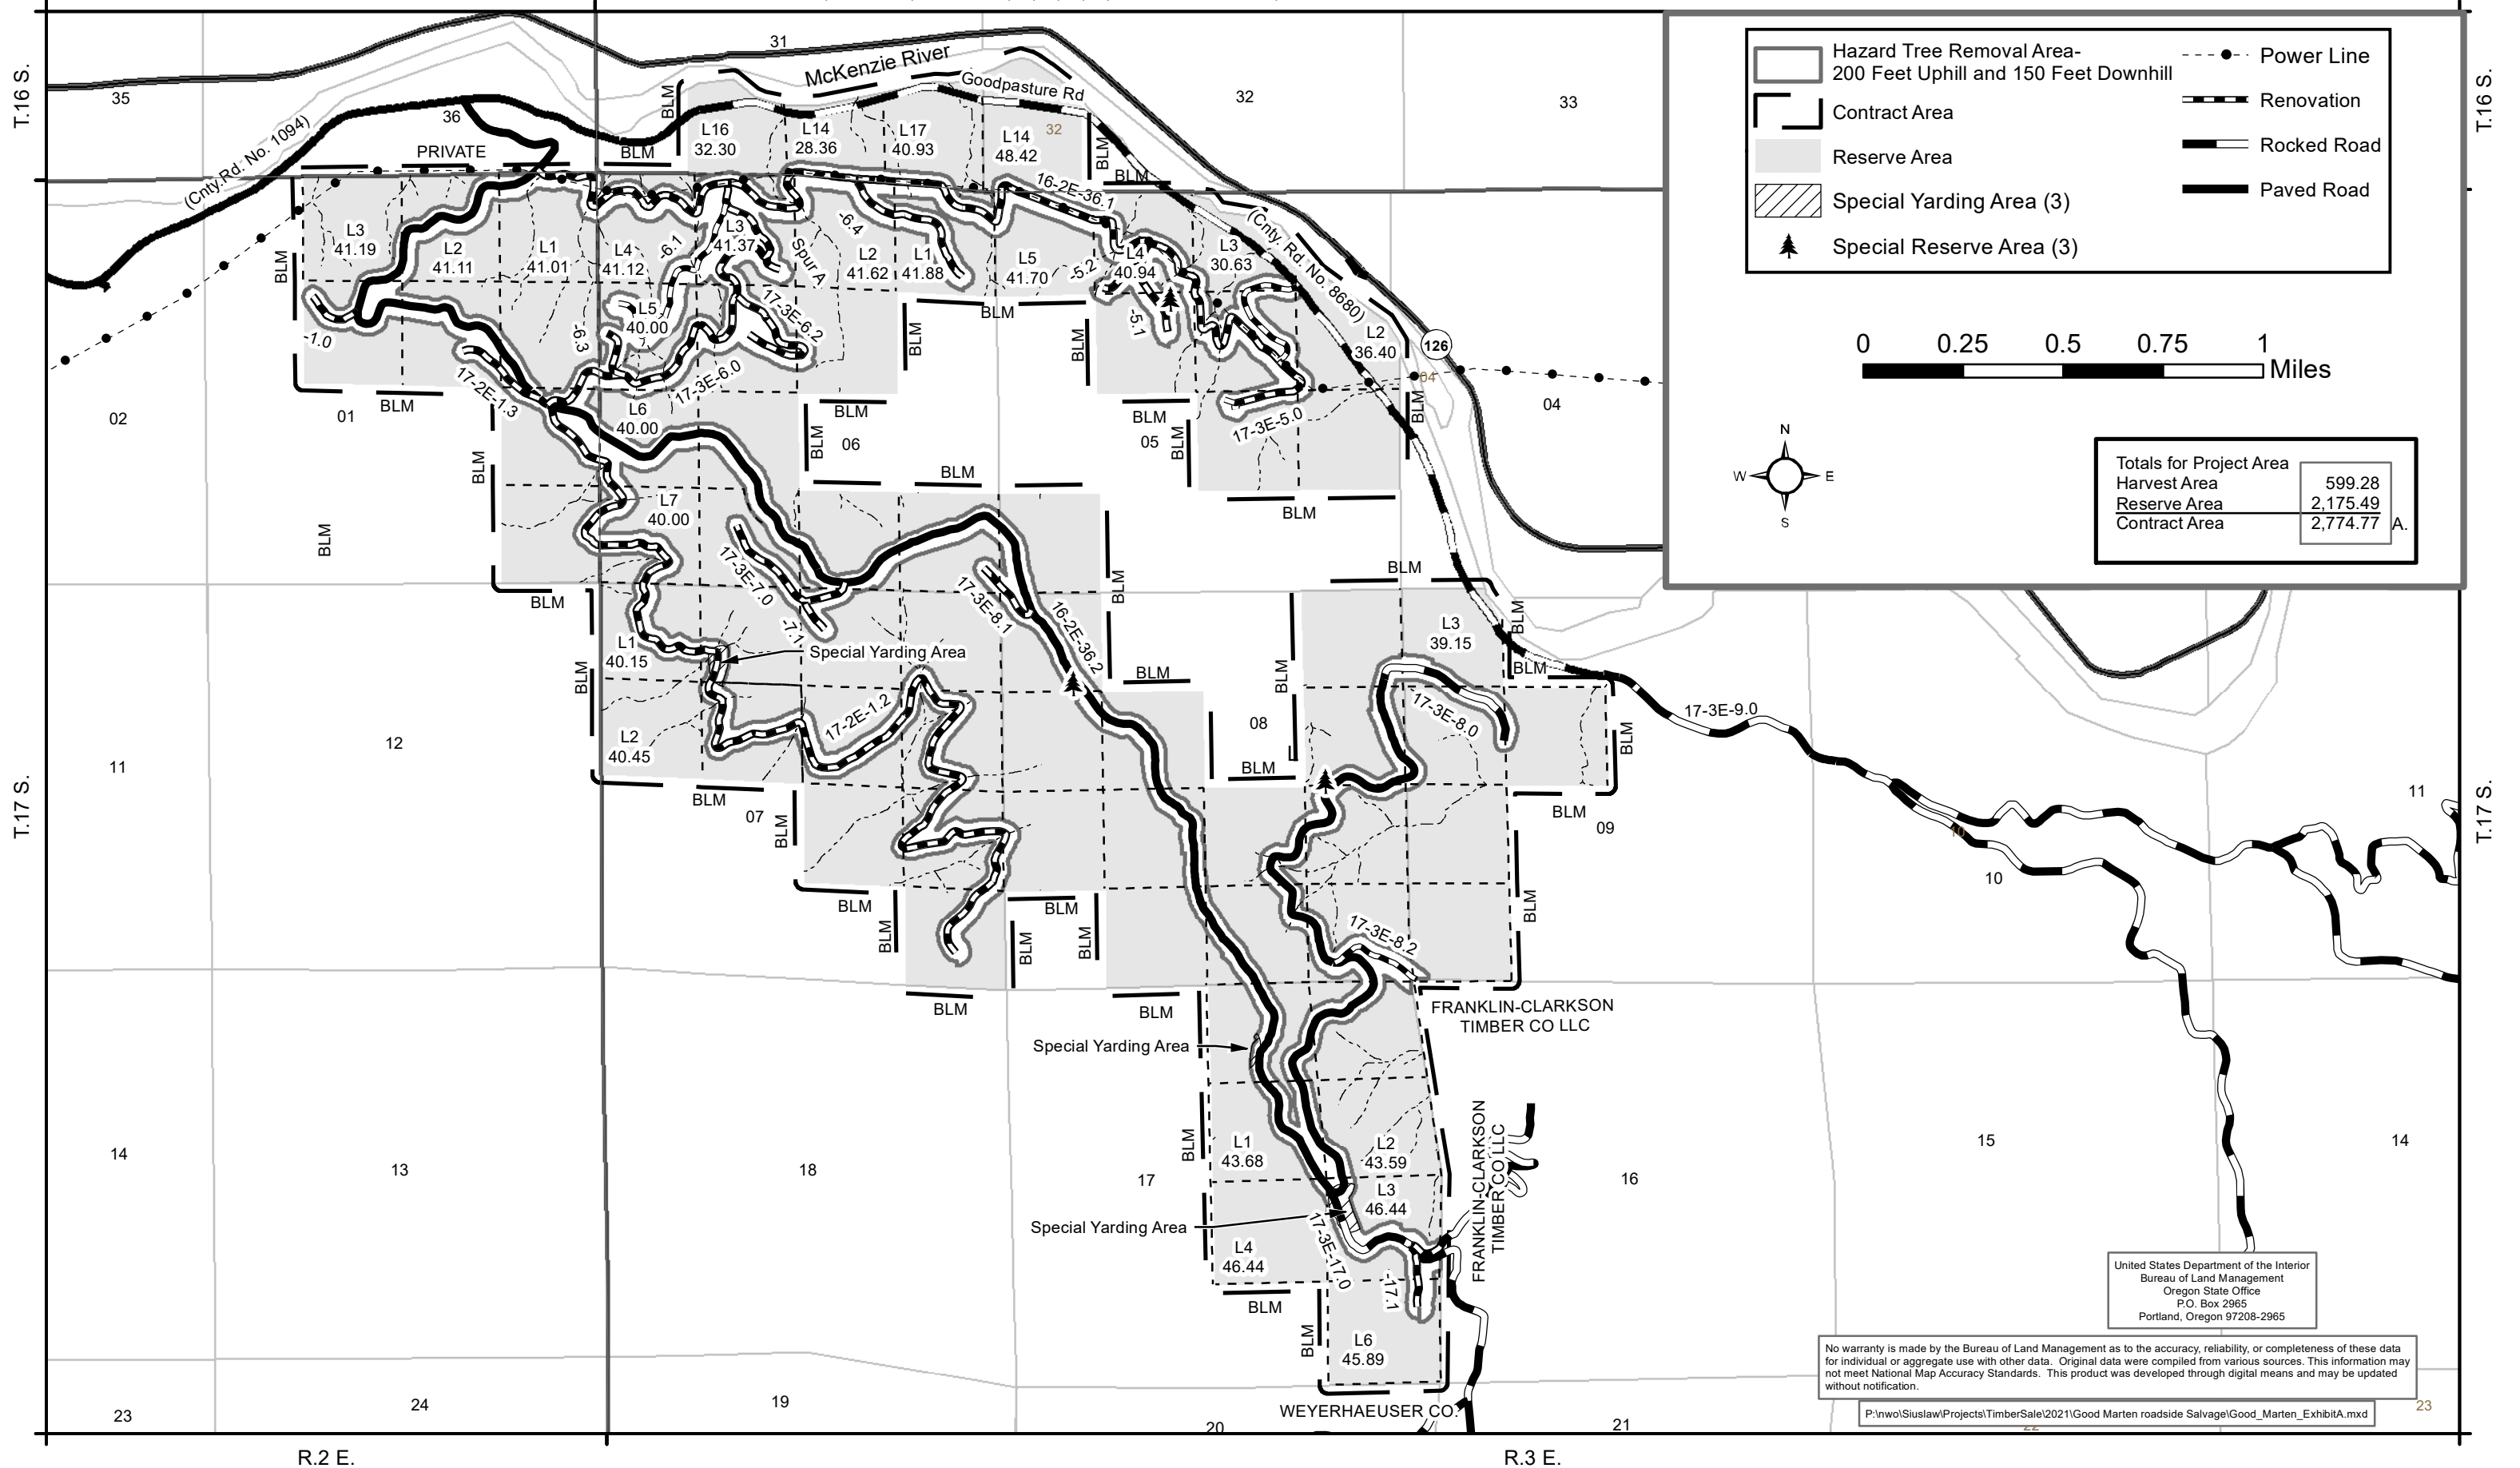 31
McKenzie River
Goodpasture Rd
32
33
35
36
(Cnty. Rd. No. 1094)
T.16 S.
T.16 S.
PRIVATE
BLM
BLM
L16
32.30
L14
28.36
L17
40.93
L14
48.42
32
BLM
BLM
16-2E-36.1
(Cnty. Rd. No. 8680)
L3
41.19
L2
41.11
L1
41.01
L4
41.12
-6.1
L3
41.37
Spur A
-6.4
L2
41.62
L1
41.88
L5
41.70
-5.2
L4
40.94
L3
30.63
BLM
-1.0
-6.3
L5
40.00
17-3E-6.2
BLM
BLM
BLM
-5.1
L2
36.40
126
04
04
02
01
BLM
17-2E-1.3
L6
40.00
17-3E-6.0
BLM
BLM
06
BLM
05
BLM
17-3E-5.0
BLM
BLM
BLM
BLM
BLM
L7
40.00
17-3E-7.0
-7.1
17-3E-8.1
16-2E-36.2
BLM
BLM
BLM
BLM
BLM
L3
39.15
BLM
L1
40.15
BLM
Special Yarding Area
BLM
BLM
17-3E-8.0
17-3E-9.0
11
12
L2
40.45
17-2E-1.2
08
BLM
BLM
BLM
09
07
BLM
BLM
T.17 S.
T.17 S.
11
10
10
BLM
BLM
BLM
BLM
BLM
BLM
17-3E-8.2
BLM
BLM
FRANKLIN-CLARKSON
TIMBER CO LLC
Special Yarding Area
14
13
18
17
BLM
L1
43.68
L2
43.59
L3
46.44
FRANKLIN-CLARKSON
TIMBER CO LLC
16
15
14
Special Yarding Area
L4
46.44
17-3E-17.0
-17.1
BLM
BLM
L6
45.89
WEYERHAEUSER CO.
23
24
19
20
21
22
23
R.2 E.
R.3 E.
Hazard Tree Removal Area-
200 Feet Uphill and 150 Feet Downhill
Contract Area
Reserve Area
Special Yarding Area (3)
Special Reserve Area (3)
Power Line
Renovation
Rocked Road
Paved Road
0 0.25 0.5 0.75 1
Miles
N
W E
S
Totals for Project Area
Harvest Area 599.28
Reserve Area 2,175.49
Contract Area 2,774.77 A.
United States Department of the Interior
Bureau of Land Management
Oregon State Office
P.O. Box 2965
Portland, Oregon 97208-2965
No warranty is made by the Bureau of Land Management as to the accuracy, reliability, or completeness of these data
for individual or aggregate use with other data. Original data were compiled from various sources. This information may
not meet National Map Accuracy Standards. This product was developed through digital means and may be updated
without notification.
P:\nwo\Siuslaw\Projects\TimberSale\2021\Good Marten roadside Salvage\Good_Marten_ExhibitA.mxd